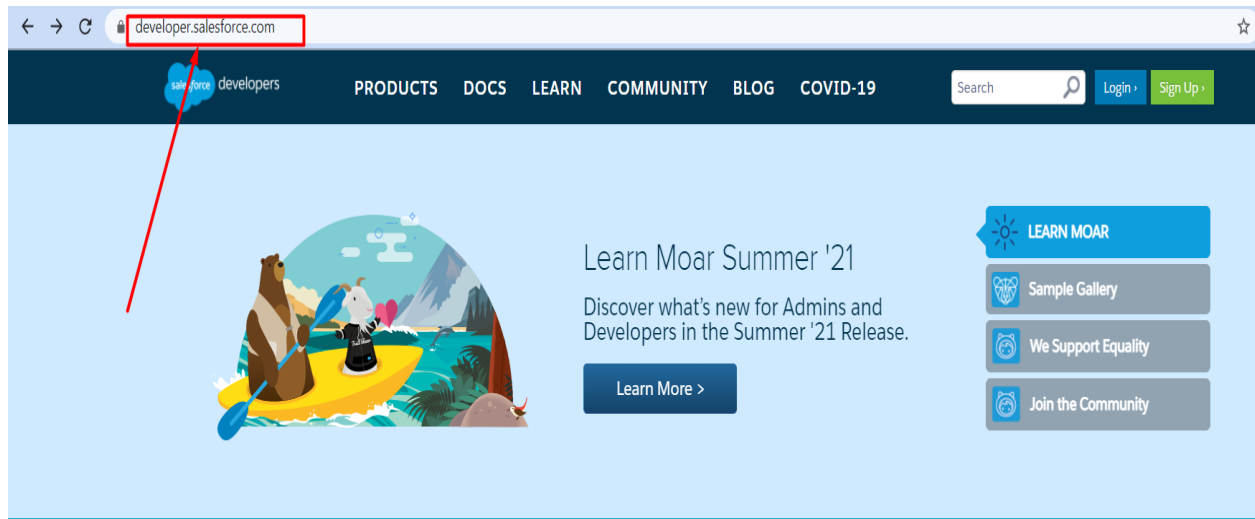 developer.salesforce.com
salesforce developers
PRODUCTS DOCS LEARN COMMUNITY BLOG COVID-19
Search
Login ›
Sign Up ›
Learn Moar Summer '21
Discover what's new for Admins and
Developers in the Summer '21 Release.
Learn More >
LEARN MOAR
Sample Gallery
We Support Equality
Join the Community